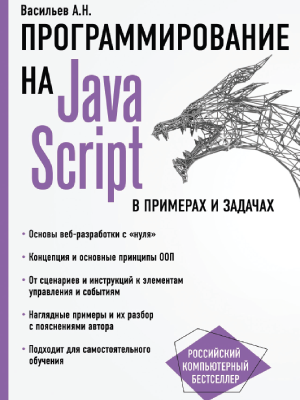 Васильев А.Н.
ПРОГРАММИРОВАНИЕ
НА Java
Script
В ПРИМЕРАХ И ЗАДАЧАХ
• Основы веб-разработки с «нуля»
• Концепция и основные принципы ООП
• От сценариев и инструкций к элементам
управления и событиям
• Наглядные примеры и их разбор
с пояснениями автора
• Подходит для самостоятельного
обучения
РОССИЙСКИЙ
КОМПЬЮТЕРНЫЙ
БЕСТСЕЛЛЕР